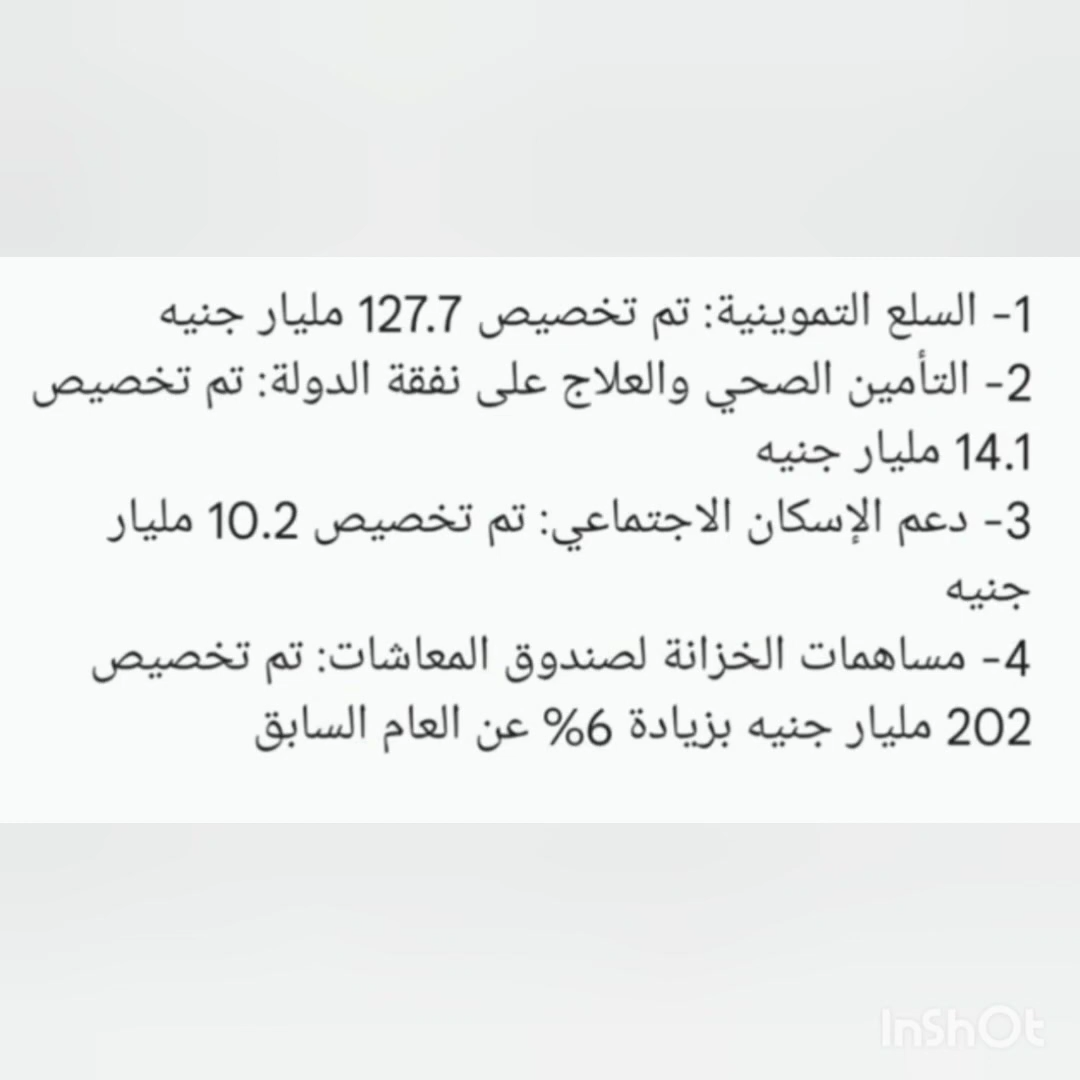 1- السلع التموينية: تم تخصيص 127.7 مليار جنيه
2- التأمين الصحي والعلاج على نفقة الدولة: تم تخصيص
14.1 مليار جنيه
3- دعم الإسكان الاجتماعي: تم تخصيص 10.2 مليار
جنيه
4- مساهمات الخزانة لصندوق المعاشات: تم تخصيص
202 مليار جنيه بزيادة 6% عن العام السابق
InShOt